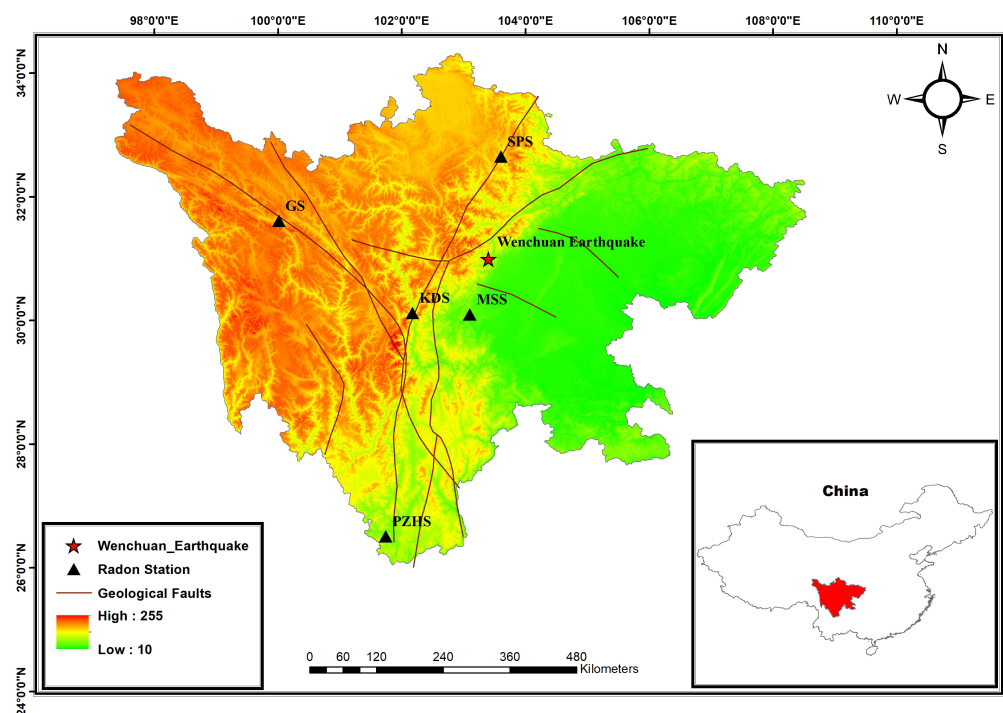 98°0'0"E 100°0'0"E 102°0'0"E 104°0'0"E 106°0'0"E 108°0'0"E 110°0'0"E
34°0'0"N
32°0'0"N
30°0'0"N
28°0'0"N
26°0'0"N
24°0'0"N
N
W E
S
SPS
GS
Wenchuan Earthquake
KDS
MSS
PZHS
Wenchuan_Earthquake
Radon Station
Geological Faults
High : 255
Low : 10
0 60 120 240 360 480
Kilometers
China